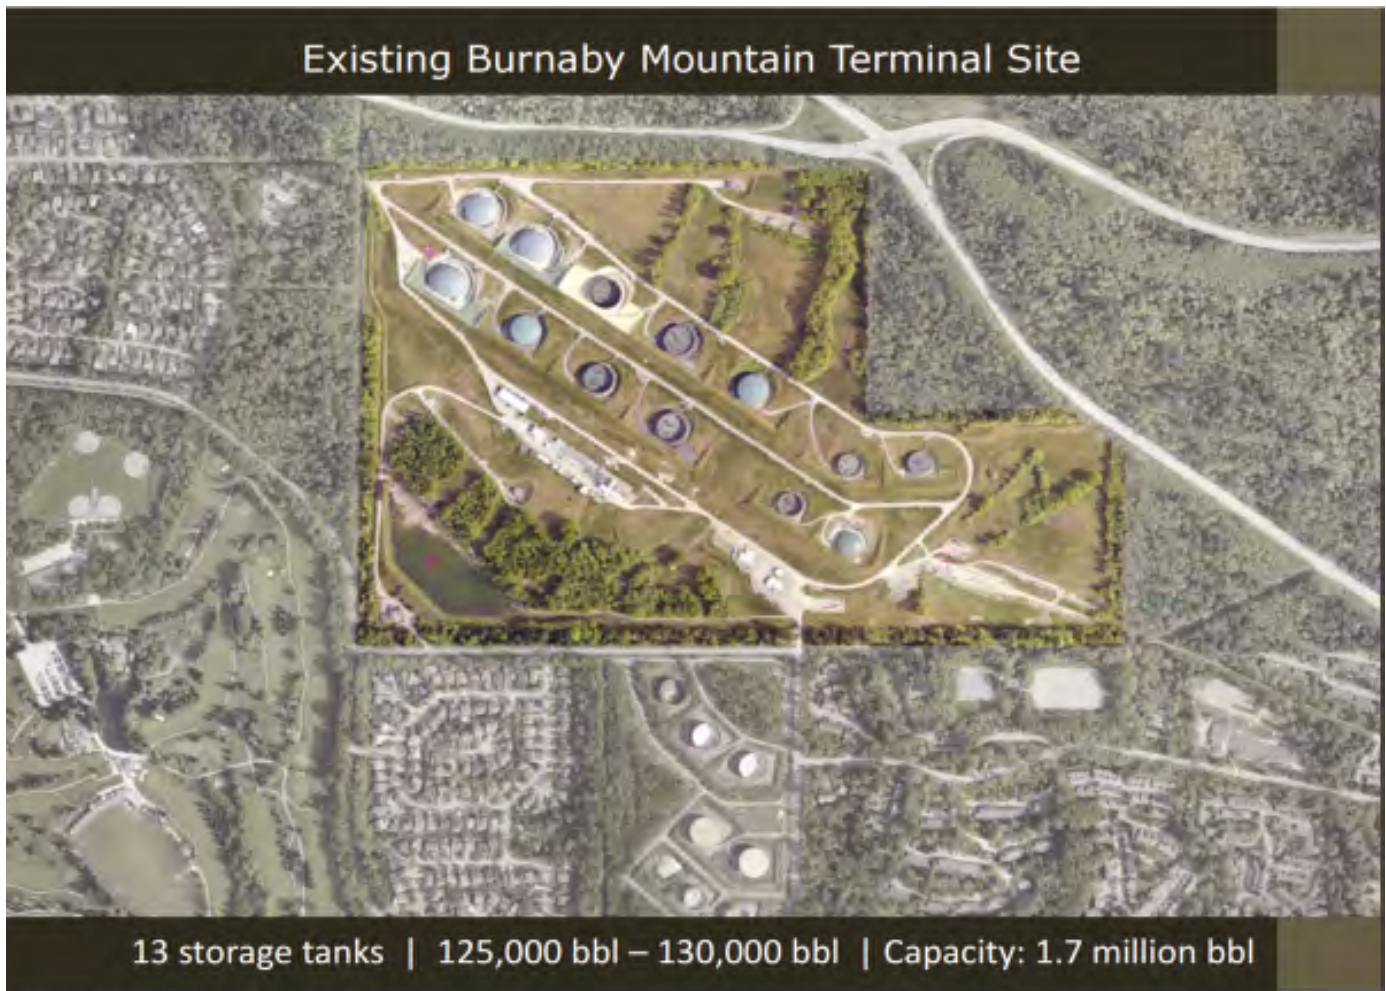 Existing Burnaby Mountain Terminal Site
13 storage tanks | 125,000 bbl – 130,000 bbl | Capacity: 1.7 million bbl